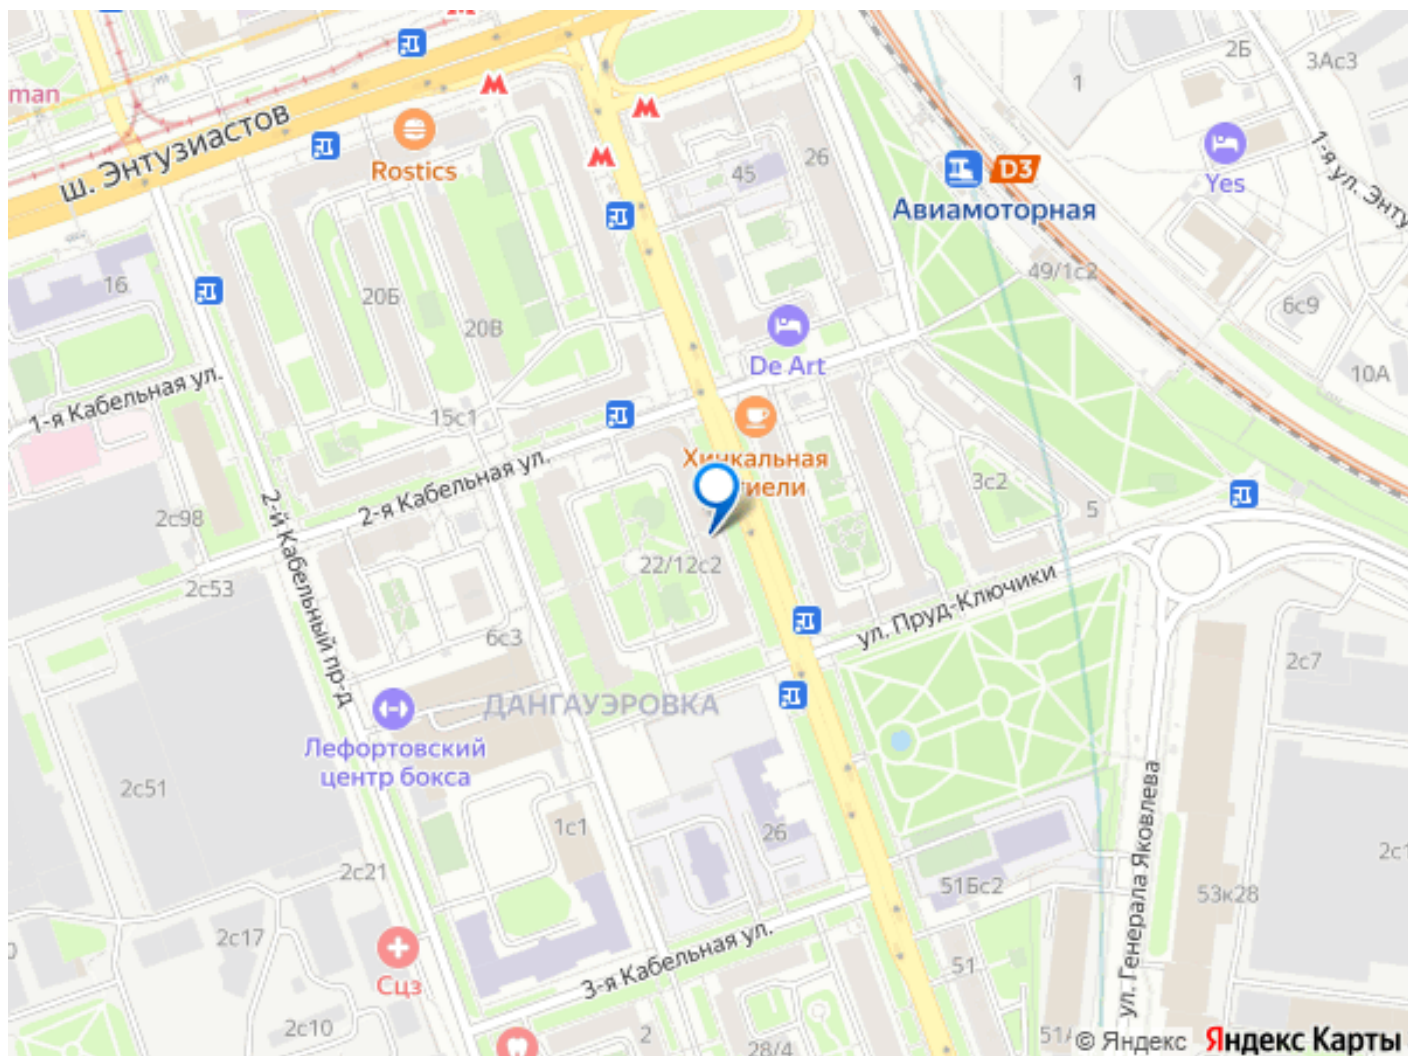 man
ш. Энтузиастов
Rostics
45
26
2Б
3Ас3
1
Yes
1-я ул. Энту
D3
Авиамоторная
49/1с2
6с9
10А
16
20Б
20В
De Art
1-я Кабельная ул.
15с1
2-я Кабельная ул.
Хинкальная
3с2
5
2с98
2-й Кабельный пр-д
22/12с2
2с53
ул. Пруд-Ключики
6с3
2с7
ДАНГАУЭРОВКА
Лефортовский
центр бокса
2с51
1с1
26
ул. Генерала Яковлева
2с21
51Бс2
53к28
2с17
3-я Кабельная ул.
51
Сцз
2с10
2
28/4
© Яндекс Яндекс Карты